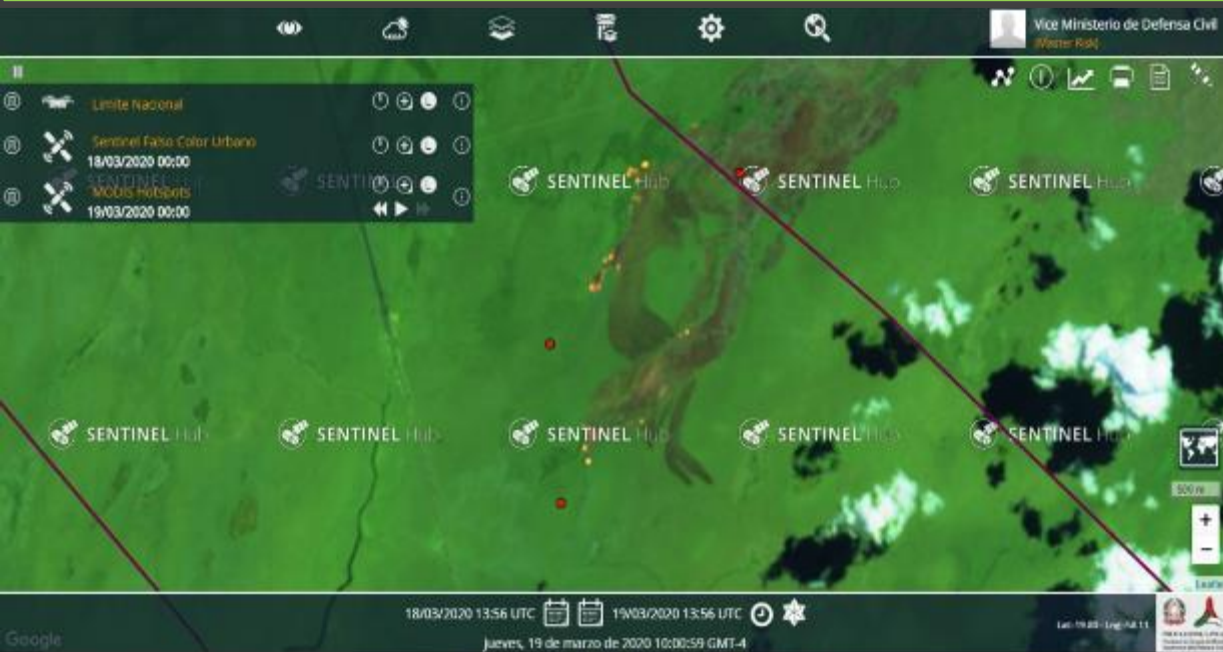 Vice Ministerio de Defensa Civil
(Master Risk)
Limite Nacional
Sentinel Falso Color Urbano
18/03/2020 00:00
MODIS Hotspots
19/03/2020 00:00
SENTINEL Hub
SENTINEL Hub
SENTINEL Hub
SENTINEL Hub
SENTINEL Hub
SENTINEL Hub
SENTINEL Hub
SENTINEL Hub
SENTINEL Hub
500 m
+
−
18/03/2020 13:56 UTC 19/03/2020 13:56 UTC
Google
jueves, 19 de marzo de 2020 10:00:59 GMT-4